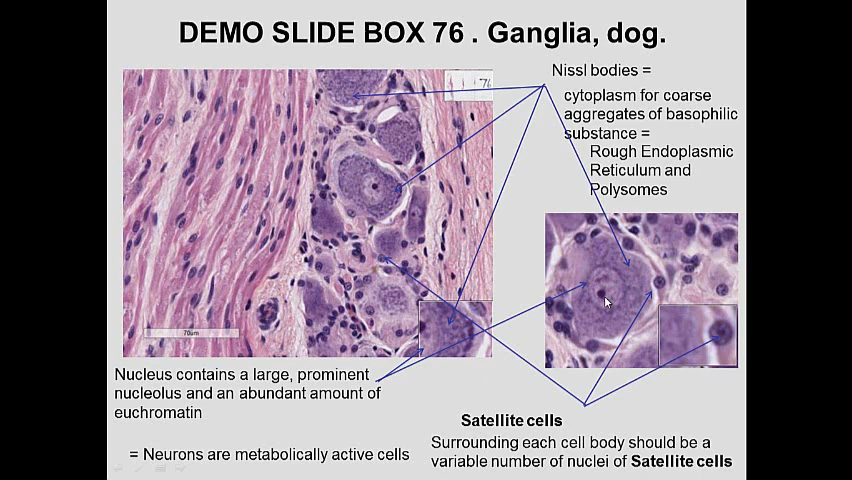 DEMO SLIDE BOX 76 . Ganglia, dog.
Nissl bodies =
cytoplasm for coarse
aggregates of basophilic
substance =
Rough Endoplasmic
Reticulum and
Polysomes
76
70um
Nucleus contains a large, prominent
nucleolus and an abundant amount of
euchromatin
= Neurons are metabolically active cells
Satellite cells
Surrounding each cell body should be a
variable number of nuclei of Satellite cells